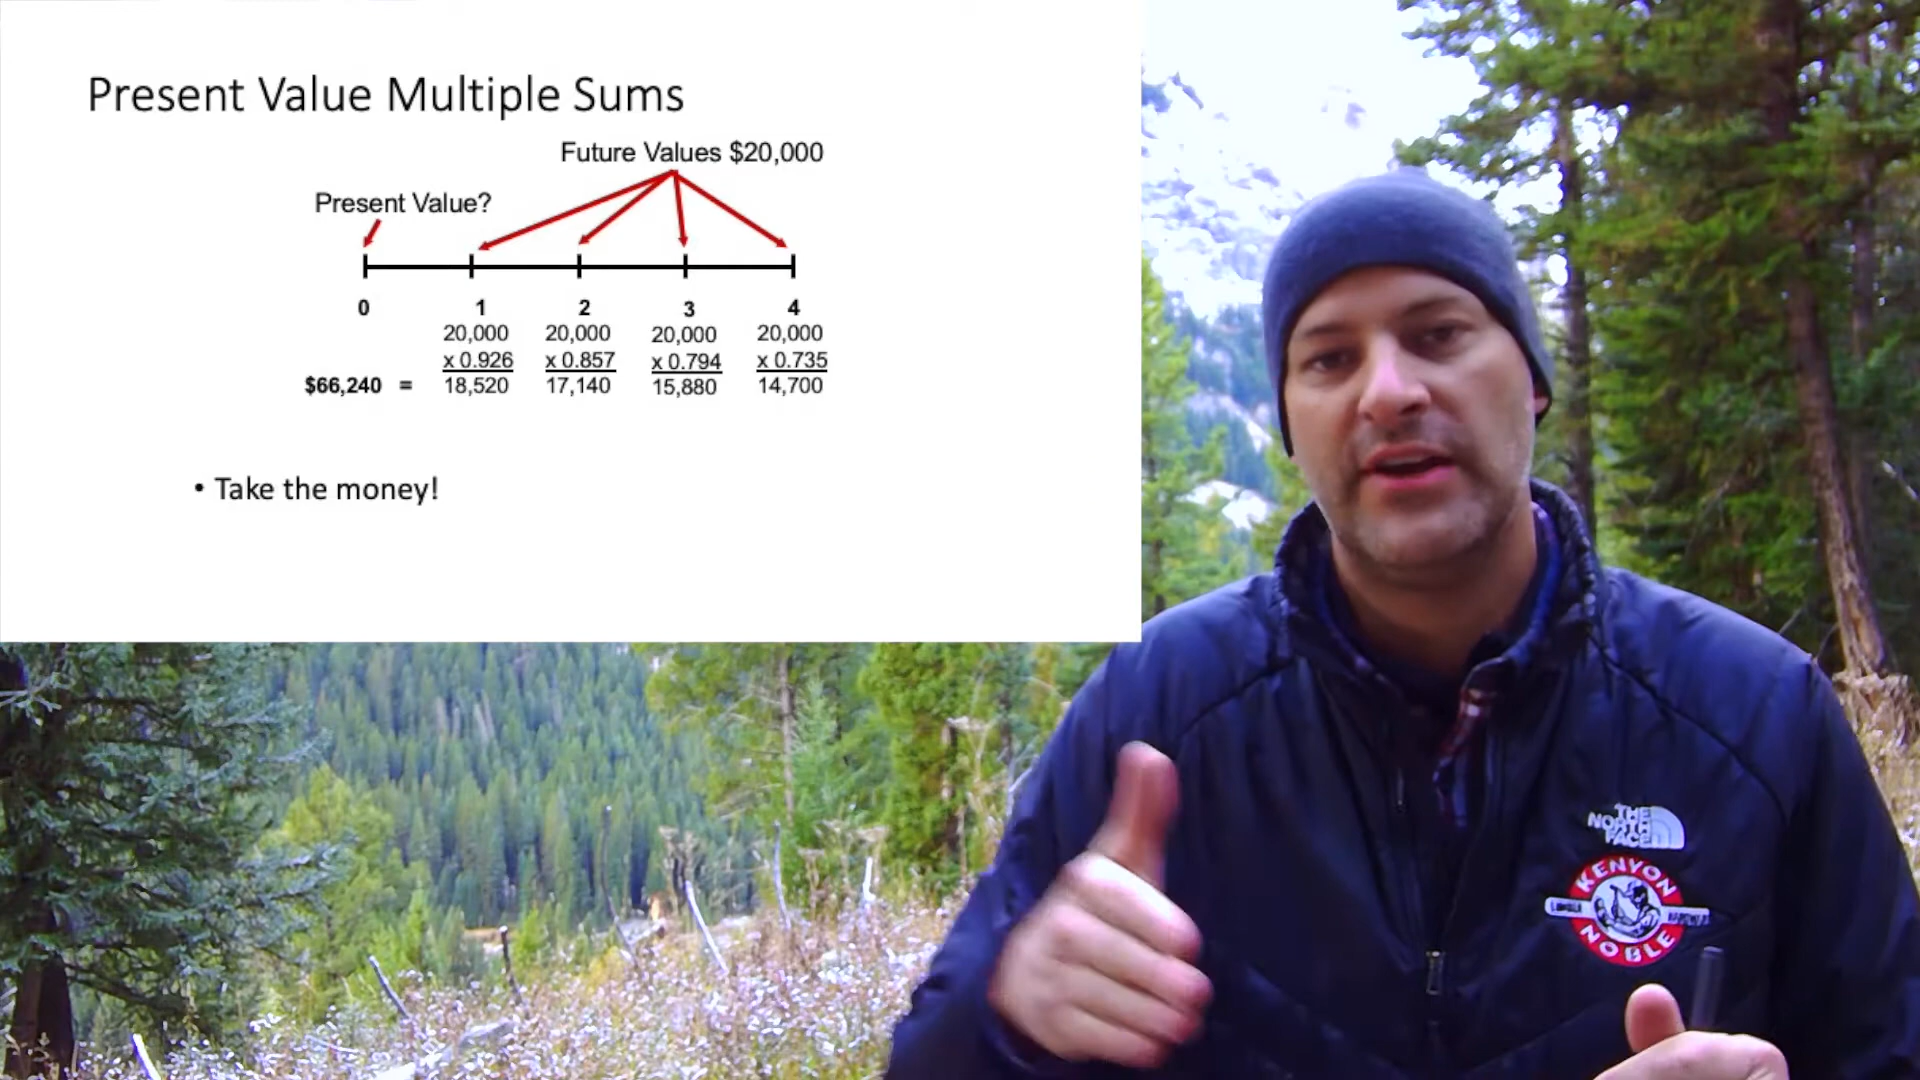 Present Value Multiple Sums
Future Values $20,000
Present Value?
0 1 2 3 4
20,000 20,000 20,000 20,000
x 0.926 x 0.857 x 0.794 x 0.735
$66,240 = 18,520 17,140 15,880 14,700
• Take the money!
THE
NORTH
FACE
KENYON
NOBLE